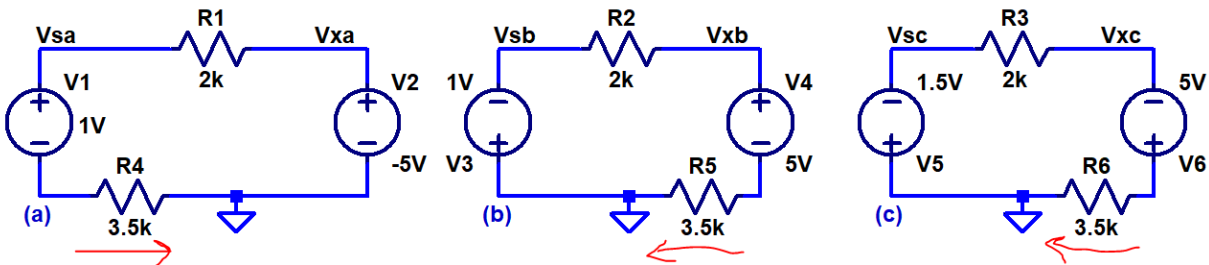 R1
Vsa
Vxa
2k
V1
+
1V
−
V2
+
−
-5V
R4
3.5k
(a)
R2
Vsb
Vxb
2k
1V
−
+
V3
V4
+
−
5V
R5
3.5k
(b)
R3
Vsc
Vxc
2k
1.5V
−
+
V5
5V
−
+
V6
R6
3.5k
(c)